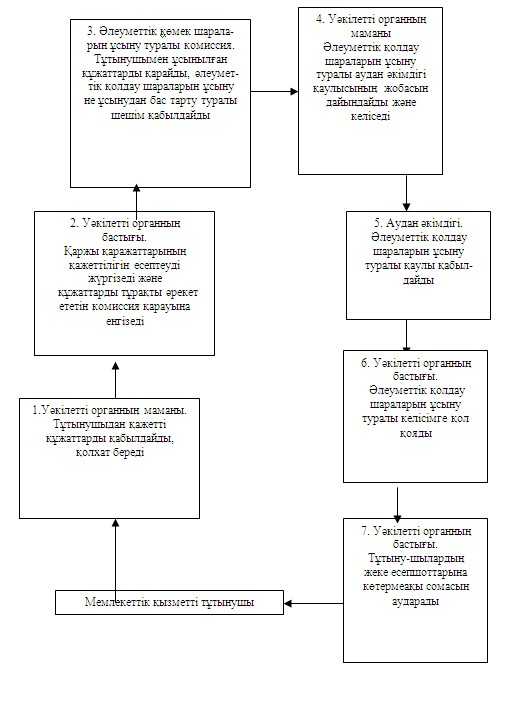 3. Әлеуметтік көмек шарала-
рын ұсыну туралы комиссия.
Тұтынушымен ұсынылған
құжаттарды қарайды, әлеумет-
тік қолдау шараларын ұсыну
не ұсынудан бас тарту туралы
шешім қабылдайды
4. Уәкілетті органның
маманы
Әлеуметтік қолдау
шараларын ұсыну
туралы аудан әкімдігі
қаулысының жобасын
дайындайды және
келіседі
2. Уәкілетті органның
бастығы.
Қаржы қаражаттарының
қажеттілігін есептеуді
жүргізеді және
құжаттарды тұрақты әрекет
ететін комиссия қарауына
енгізеді
5. Аудан әкімдігі.
Әлеуметтік қолдау
шараларын ұсыну
туралы қаулы қабыл-
дайды
6. Уәкілетті органның
бастығы.
Әлеуметтік қолдау
шараларын ұсыну
туралы келісімге қол
қояды
1.Уәкілетті органның маманы.
Тұтынушыдан қажетті
құжаттарды қабылдайды,
қолхат береді
7. Уәкілетті органның
бастығы.
Тұтыну-шылардың
жеке есепшоттарына
көтермеақы сомасын
аударады
Мемлекеттік қызметті тұтынушы